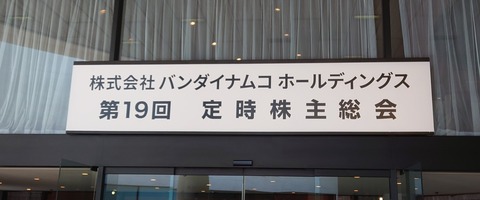 株式会社 バンダイナムコ ホールディングス
第19回 定時株主総会